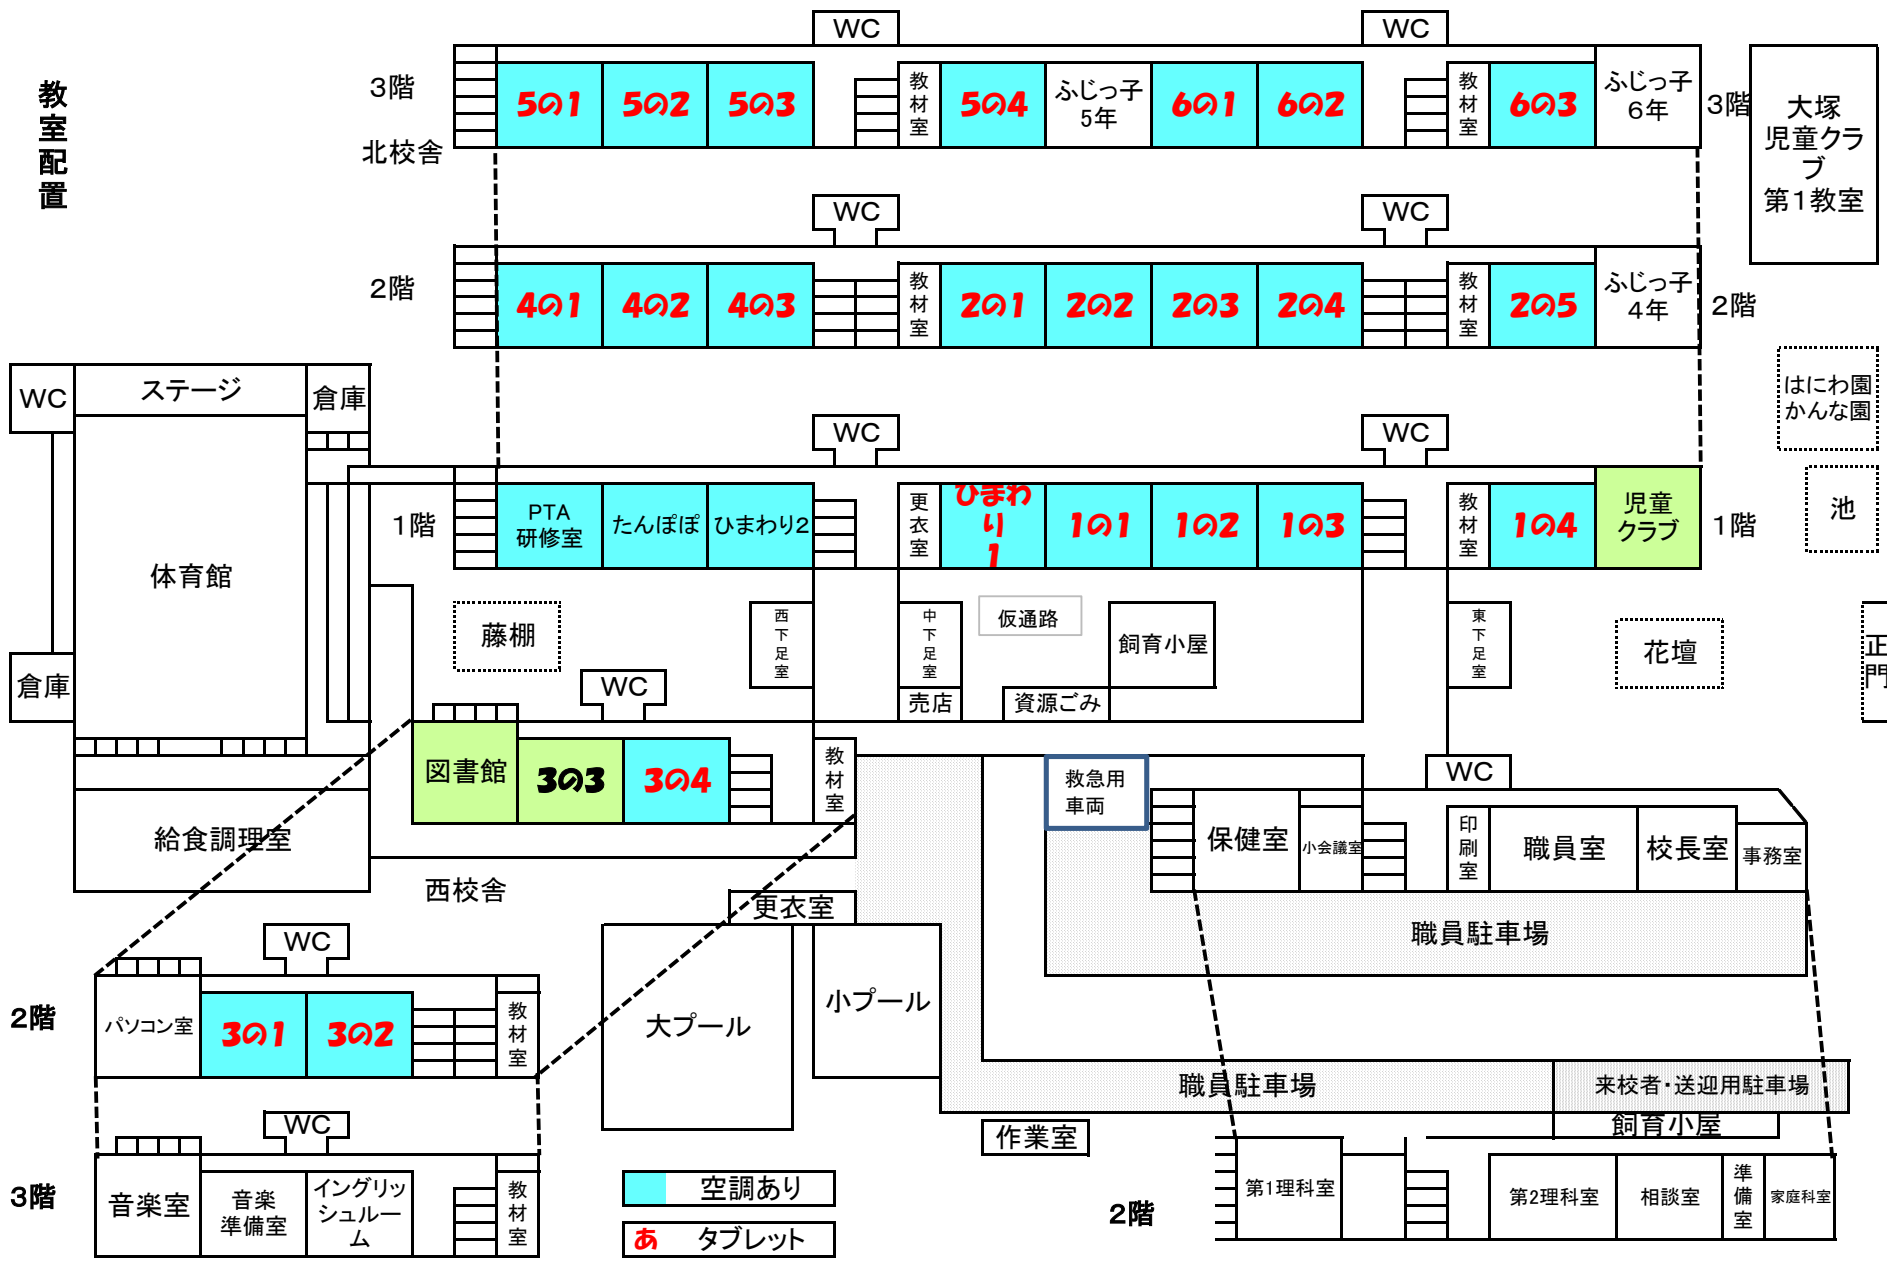 教室配置
WC
WC
3階
5の1
5の2
5の3
教材室
5の4
ふじっ子
5年
6の1
6の2
教材室
6の3
ふじっ子
6年
3階
大塚
児童クラ
ブ
第1教室
北校舎
WC
WC
2階
4の1
4の2
4の3
教材室
2の1
2の2
2の3
2の4
教材室
2の5
ふじっ子
4年
2階
はにわ園
かんな園
WC
ステージ
倉庫
WC
WC
1階
PTA
研修室
たんぽぽ
ひまわり2
更衣室
ひまわ
り
1
1の1
1の2
1の3
教材室
1の4
児童
クラブ
1階
池
体育館
藤棚
西下足室
中下足室
仮通路
飼育小屋
東下足室
花壇
正門
倉庫
WC
売店
資源ごみ
図書館
3の3
3の4
教材室
救急用
車両
WC
給食調理室
保健室
小会議室
印刷室
職員室
校長室
事務室
西校舎
更衣室
職員駐車場
WC
2階
パソコン室
3の1
3の2
教材室
大プール
小プール
職員駐車場
来校者・送迎用駐車場
WC
作業室
飼育小屋
3階
音楽室
音楽
準備室
イングリッ
シュルー
ム
教材室
空調あり
あ タブレット
2階
第1理科室
第2理科室
相談室
準備室
家庭科室